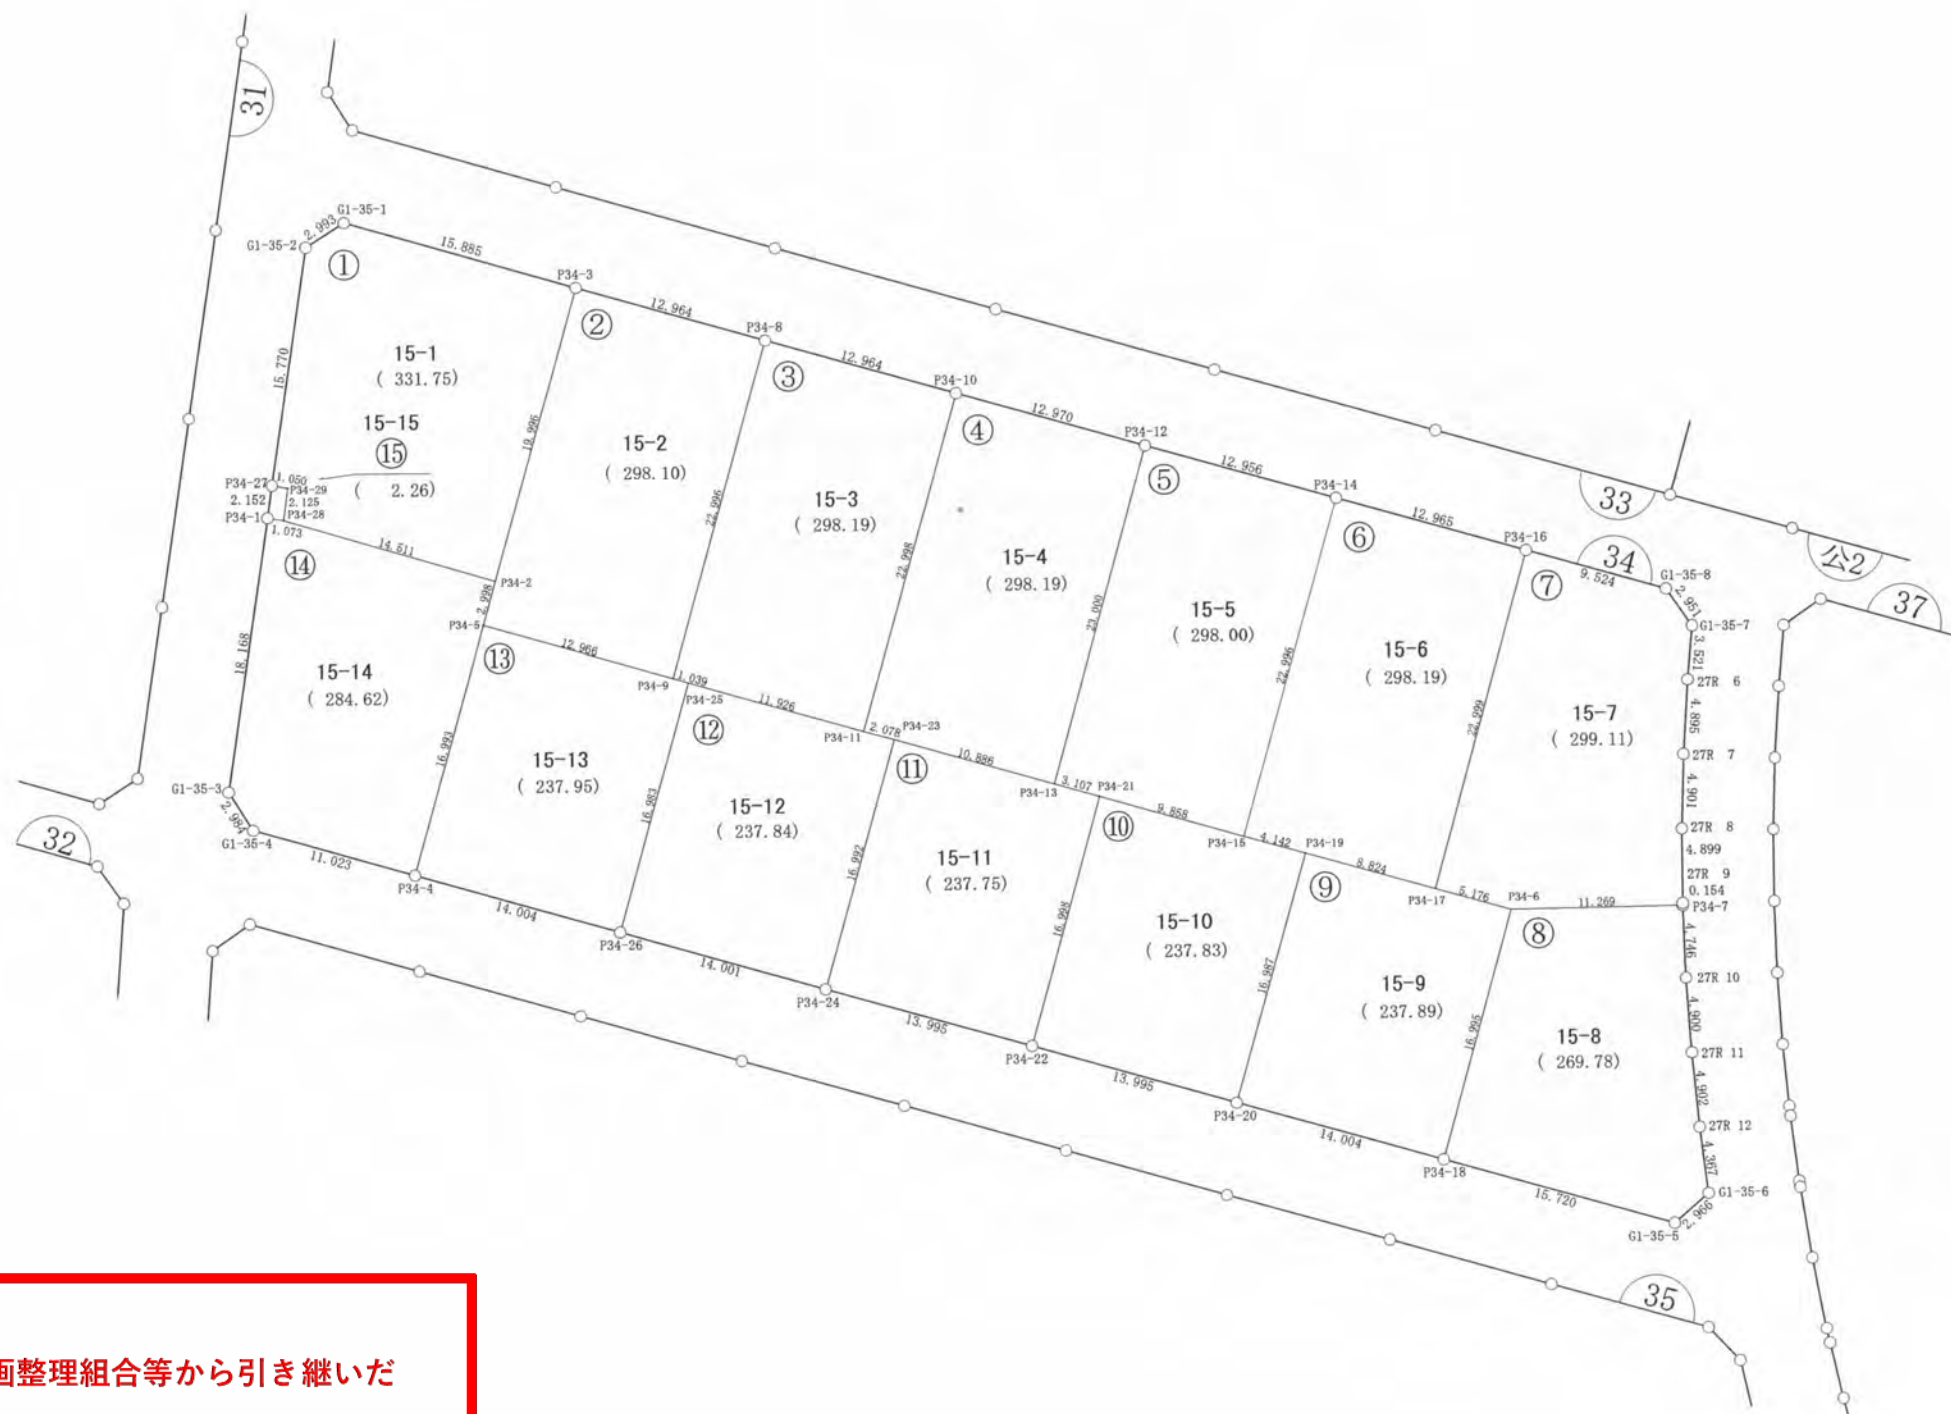 31
G1-35-1
2.993
G1-35-2
①
15.885
P34-3
②
12.964
P34-8
③
12.964
P34-10
④
12.970
P34-12
⑤
12.956
P34-14
⑥
12.965
P34-16
⑦
33
34
9.524
G1-35-8
公2
37
2.951
G1-35-7
3.521
27R 6
4.895
27R 7
4.901
27R 8
4.899
27R 9
0.154
P34-7
15.770
15-1
( 331.75)
15-15
⑮
( 2.26)
P34-27
1.050
P34-29
2.152
2.125
P34-1
P34-28
1.073
14.511
⑭
19.996
P34-2
2.998
P34-5
15-2
( 298.10)
22.996
15-3
( 298.19)
22.998
15-4
( 298.19)
23.000
15-5
( 298.00)
22.996
15-6
( 298.19)
22.999
15-7
( 299.11)
18.168
15-14
( 284.62)
⑬
12.966
P34-9
1.039
P34-25
11.926
⑫
P34-11
2.078
P34-23
10.886
⑪
P34-13
3.107
P34-21
9.858
⑩
P34-15
4.142
P34-19
8.824
⑨
P34-17
5.176
P34-6
11.269
⑧
16.993
15-13
( 237.95)
16.983
15-12
( 237.84)
16.992
15-11
( 237.75)
16.998
15-10
( 237.83)
16.987
15-9
( 237.89)
16.995
15-8
( 269.78)
4.746
27R 10
4.900
27R 11
4.902
27R 12
4.367
G1-35-6
2.966
G1-35-5
G1-35-3
2.984
G1-35-4
32
11.023
P34-4
14.004
P34-26
14.001
P34-24
13.995
P34-22
13.995
P34-20
14.004
P34-18
15.720
35
画整理組合等から引き継いだ